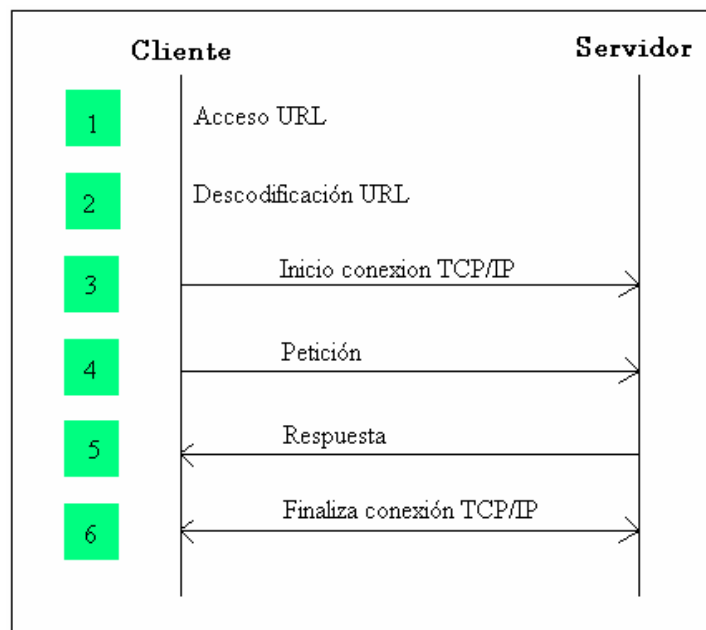 Cliente
Servidor
1
Acceso URL
2
Descodificación URL
3
Inicio conexion TCP/IP
4
Petición
5
Respuesta
6
Finaliza conexión TCP/IP